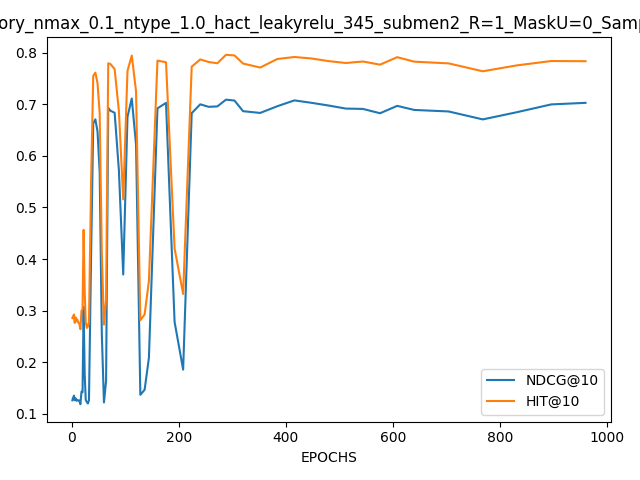 ory_nmax_0.1_ntype_1.0_hact_leakyrelu_345_submen2_R=1_MaskU=0_Samp
0.8
0.7
0.6
0.5
0.4
0.3
0.2
0.1
NDCG@10
HIT@10
0 200 400 600 800 1000
EPOCHS